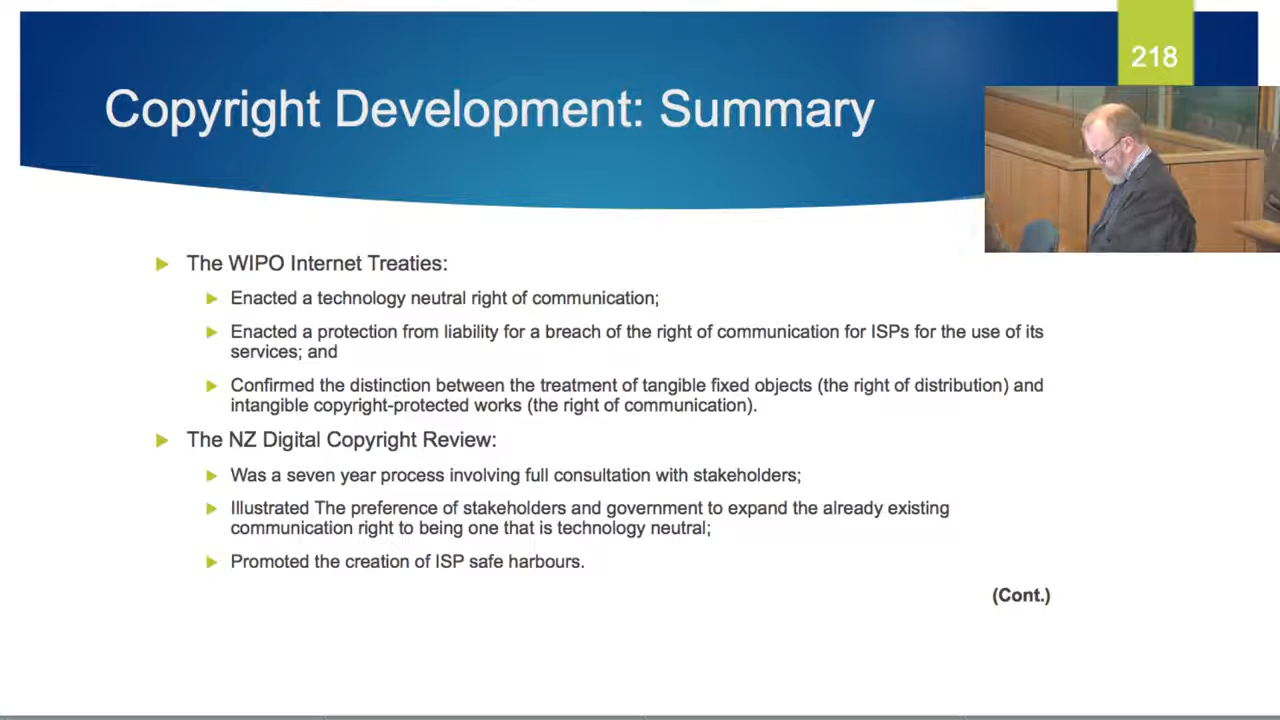 218
Copyright Development: Summary
The WIPO Internet Treaties:
Enacted a technology neutral right of communication;
Enacted a protection from liability for a breach of the right of communication for ISPs for the use of its
services; and
Confirmed the distinction between the treatment of tangible fixed objects (the right of distribution) and
intangible copyright-protected works (the right of communication).
The NZ Digital Copyright Review:
Was a seven year process involving full consultation with stakeholders;
Illustrated The preference of stakeholders and government to expand the already existing
communication right to being one that is technology neutral;
Promoted the creation of ISP safe harbours.
(Cont.)